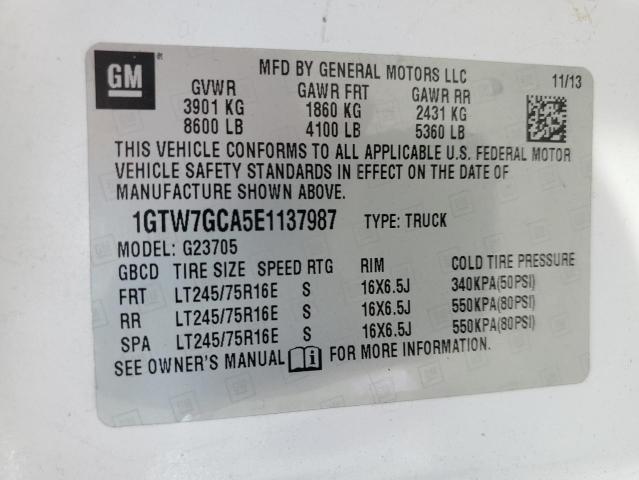 GM
MFD BY GENERAL MOTORS LLC 11/13
GVWR GAWR FRT GAWR RR
3901 KG 1860 KG 2431 KG
8600 LB 4100 LB 5360 LB
THIS VEHICLE CONFORMS TO ALL APPLICABLE U.S. FEDERAL MOTOR
VEHICLE SAFETY STANDARDS IN EFFECT ON THE DATE OF
MANUFACTURE SHOWN ABOVE.
1GTW7GCA5E1137987 TYPE: TRUCK
MODEL: G23705
GBCD TIRE SIZE SPEED RTG RIM COLD TIRE PRESSURE
FRT LT245/75R16E S 16X6.5J 340KPA(50PSI)
RR LT245/75R16E S 16X6.5J 550KPA(80PSI)
SPA LT245/75R16E S 16X6.5J 550KPA(80PSI)
SEE OWNER'S MANUAL FOR MORE INFORMATION.